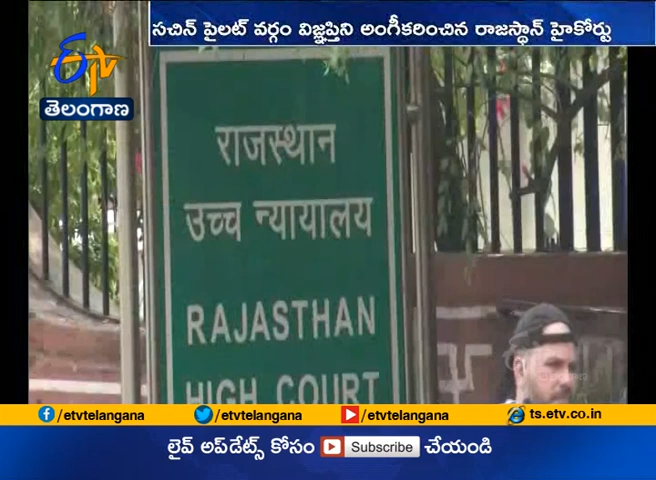 సచిన్ పైలట్ వర్గం విజ్ఞప్తిని అంగీకరించిన రాజస్థాన్ హైకోర్టు
etv
తెలంగాణ
राजस्थान
उच्च न्यायालय
RAJASTHAN
HIGH COURT
/etvtelangana /etvtelangana /etvtelangana ts.etv.co.in
లైవ్ అప్‌డేట్స్ కోసం Subscribe చేయండి